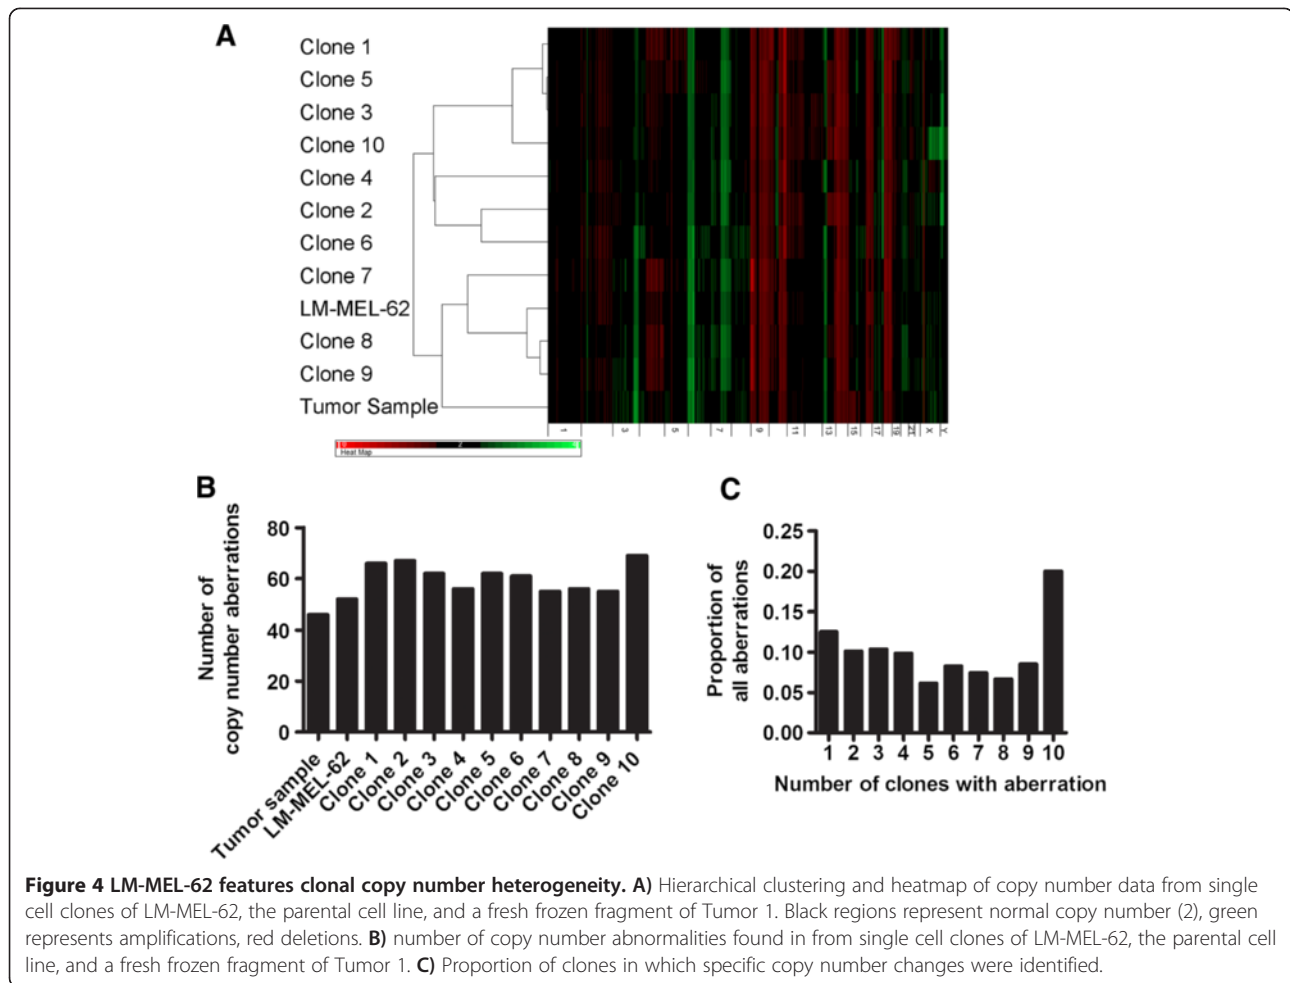 A
Clone 1
Clone 5
Clone 3
Clone 10
Clone 4
Clone 2
Clone 6
Clone 7
LM-MEL-62
Clone 8
Clone 9
Tumor Sample
1 3 5 7 9 11 13 15 17 19 21 X Y
2
Heat Map
B
Number of
copy number aberrations
80
60
40
20
0
Tumor sample
LM-MEL-62
Clone 1
Clone 2
Clone 3
Clone 4
Clone 5
Clone 6
Clone 7
Clone 8
Clone 9
Clone 10
C
Proportion of
all aberrations
0.25
0.20
0.15
0.10
0.05
0.00
1 2 3 4 5 6 7 8 9 10
Number of clones with aberration
Figure 4 LM-MEL-62 features clonal copy number heterogeneity. A) Hierarchical clustering and heatmap of copy number data from single
cell clones of LM-MEL-62, the parental cell line, and a fresh frozen fragment of Tumor 1. Black regions represent normal copy number (2), green
represents amplifications, red deletions. B) number of copy number abnormalities found in from single cell clones of LM-MEL-62, the parental cell
line, and a fresh frozen fragment of Tumor 1. C) Proportion of clones in which specific copy number changes were identified.